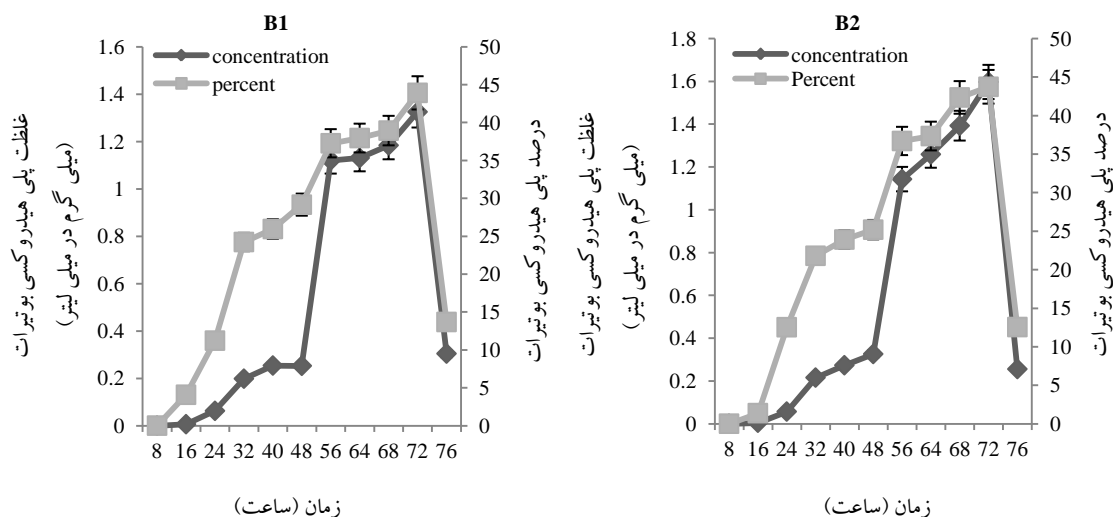 B1
غلظت پلی هیدروکسی بوتیرات
(میلی گرم در میلی لیتر)
1.6
1.4
1.2
1
0.8
0.6
0.4
0.2
0
concentration
percent
50
45
40
35
30
25
20
15
10
5
0
درصد پلی هیدروکسی بوتیرات
8 16 24 32 40 48 56 64 68 72 76
زمان (ساعت)
B2
غلظت پلی هیدروکسی بوتیرات
(میلی گرم در میلی لیتر)
1.8
1.6
1.4
1.2
1
0.8
0.6
0.4
0.2
0
concentration
Percent
50
45
40
35
30
25
20
15
10
5
0
درصد پلی هیدروکسی بوتیرات
8 16 24 32 40 48 56 64 68 72 76
زمان (ساعت)